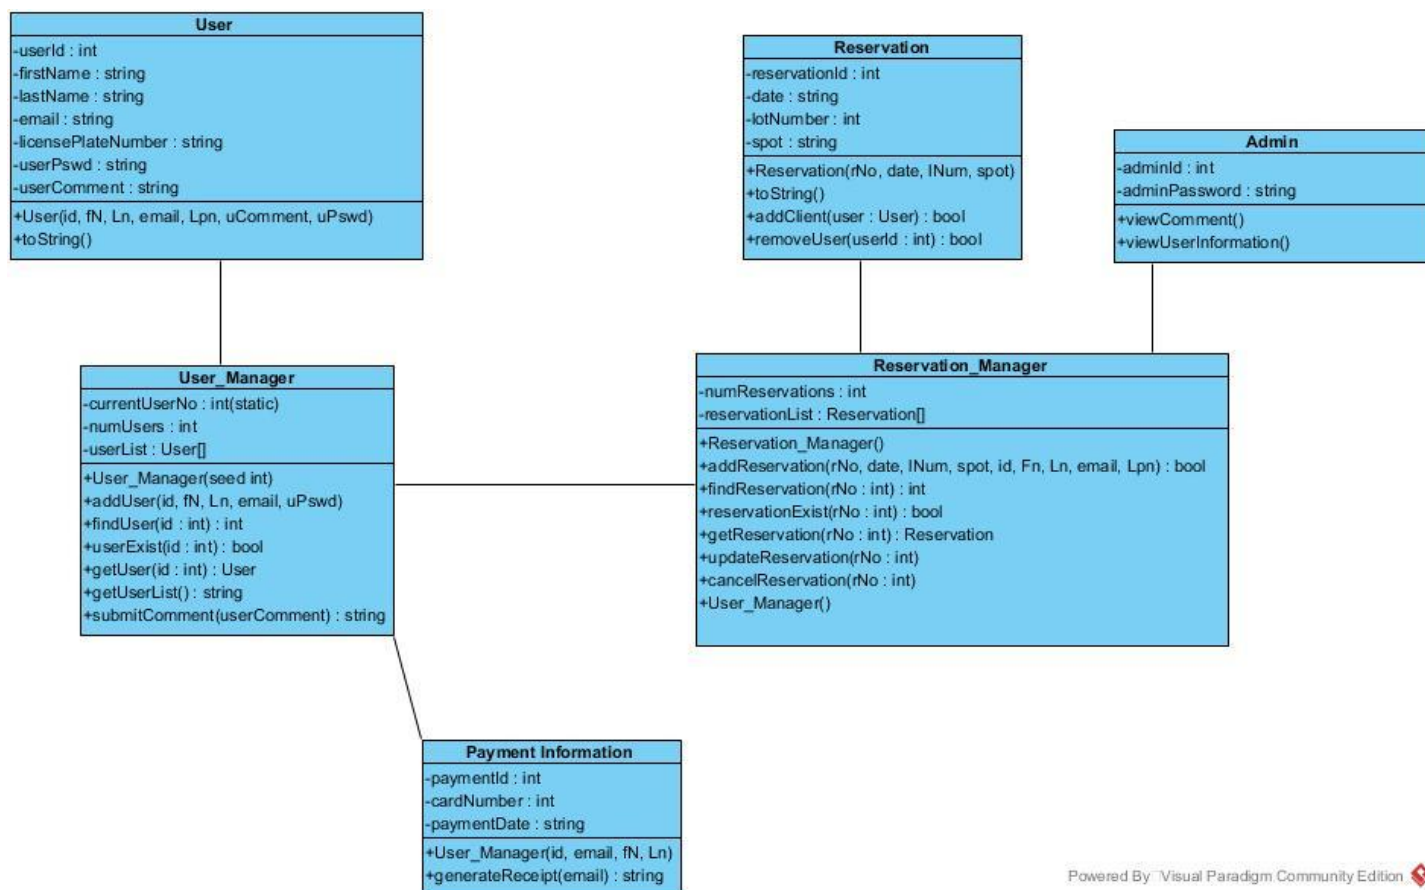 User
-userId : int
-firstName : string
-lastName : string
-email : string
-licensePlateNumber : string
-userPswd : string
-userComment : string
+User(id, fN, Ln, email, Lpn, uComment, uPswd)
+toString()
Reservation
-reservationId : int
-date : string
-lotNumber : int
-spot : string
+Reservation(rNo, date, lNum, spot)
+toString()
+addClient(user : User) : bool
+removeUser(userId : int) : bool
Admin
-adminId : int
-adminPassword : string
+viewComment()
+viewUserInformation()
User_Manager
-currentUserNo : int(static)
-numUsers : int
-userList : User[]
+User_Manager(seed int)
+addUser(id, fN, Ln, email, uPswd)
+findUser(id : int) : int
+userExist(id : int) : bool
+getUser(id : int) : User
+getUserList() : string
+submitComment(userComment) : string
Reservation_Manager
-numReservations : int
-reservationList : Reservation[]
+Reservation_Manager()
+addReservation(rNo, date, lNum, spot, id, Fn, Ln, email, Lpn) : bool
+findReservation(rNo : int) : int
+reservationExist(rNo : int) : bool
+getReservation(rNo : int) : Reservation
+updateReservation(rNo : int)
+cancelReservation(rNo : int)
+User_Manager()
Payment Information
-paymentId : int
-cardNumber : int
-paymentDate : string
+User_Manager(id, email, fN, Ln)
+generateReceipt(email) : string
Powered By Visual Paradigm Community Edition